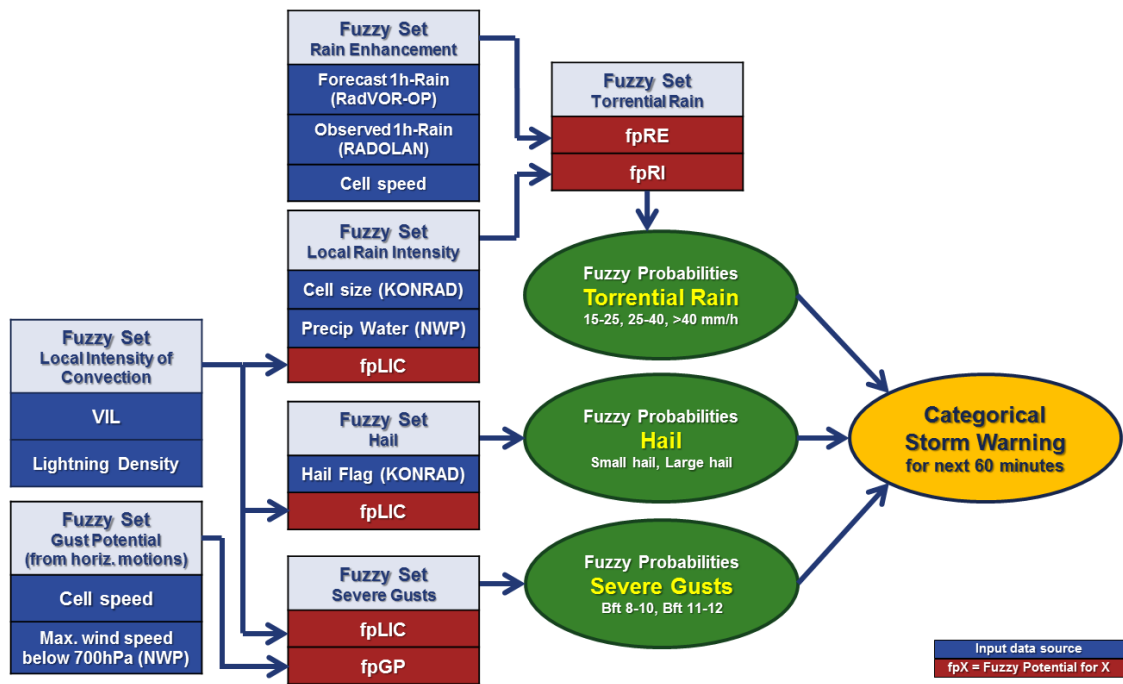 Fuzzy Set
Rain Enhancement
Forecast 1h-Rain
(RadVOR-OP)
Observed 1h-Rain
(RADOLAN)
Cell speed
Fuzzy Set
Torrential Rain
fpRE
fpRI
Fuzzy Set
Local Rain Intensity
Cell size (KONRAD)
Precip Water (NWP)
fpLIC
Fuzzy Probabilities
Torrential Rain
15-25, 25-40, >40 mm/h
Fuzzy Set
Local Intensity of
Convection
VIL
Lightning Density
Fuzzy Set
Hail
Hail Flag (KONRAD)
fpLIC
Fuzzy Probabilities
Hail
Small hail, Large hail
Categorical
Storm Warning
for next 60 minutes
Fuzzy Set
Gust Potential
(from horiz. motions)
Cell speed
Max. wind speed
below 700hPa (NWP)
Fuzzy Set
Severe Gusts
fpLIC
fpGP
Fuzzy Probabilities
Severe Gusts
Bft 8-10, Bft 11-12
Input data source
fpX = Fuzzy Potential for X